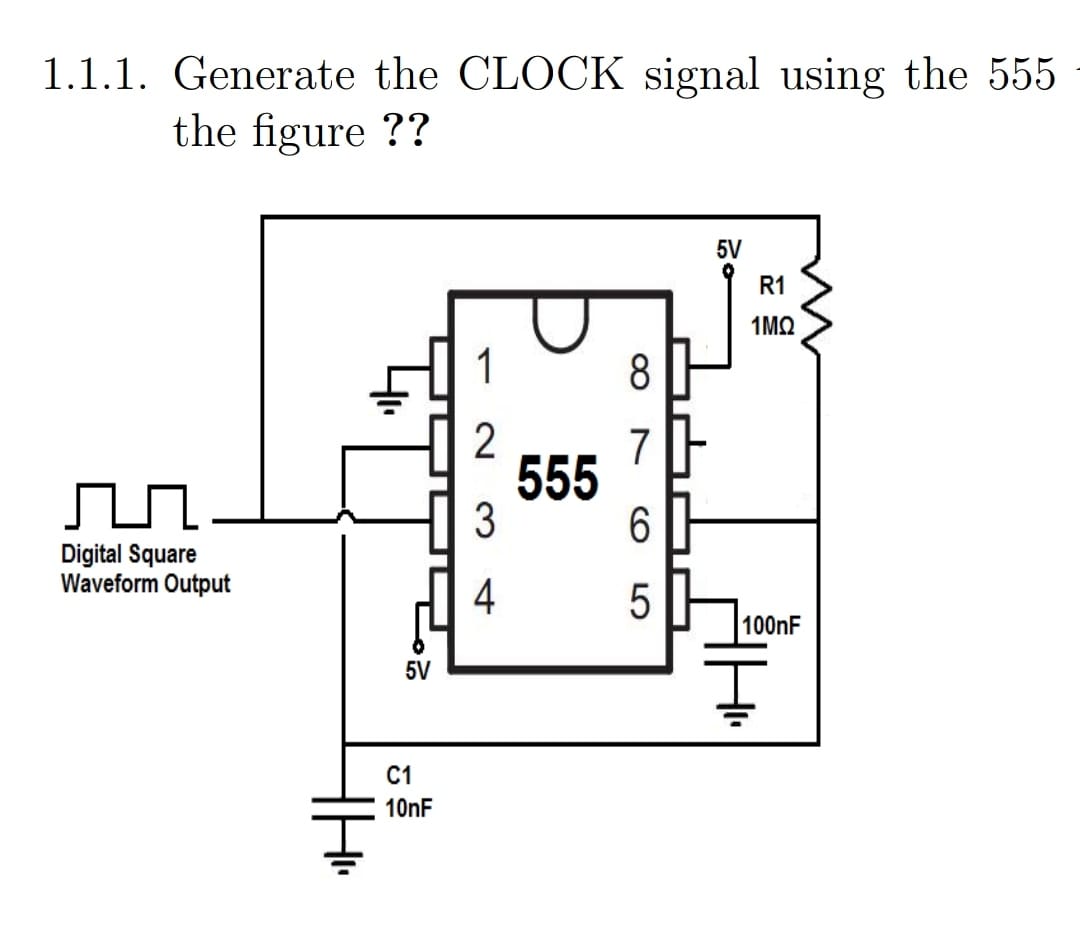 1.1.1. Generate the CLOCK signal using the 555
the figure ??
5V
R1
1MΩ
1
8
2
7
555
3
6
Digital Square
Waveform Output
4
5
100nF
5V
C1
10nF